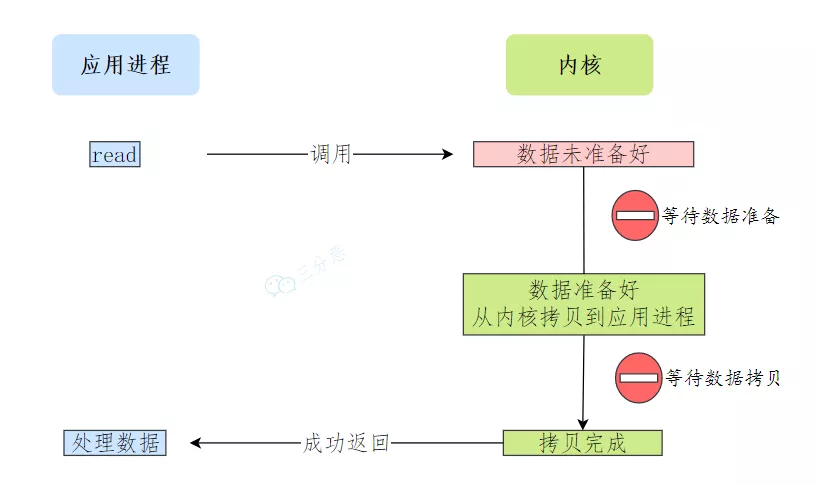 应用进程
内核
read
调用
数据未准备好
等待数据准备
三分恶
数据准备好
从内核拷贝到应用进程
等待数据拷贝
处理数据
成功返回
拷贝完成